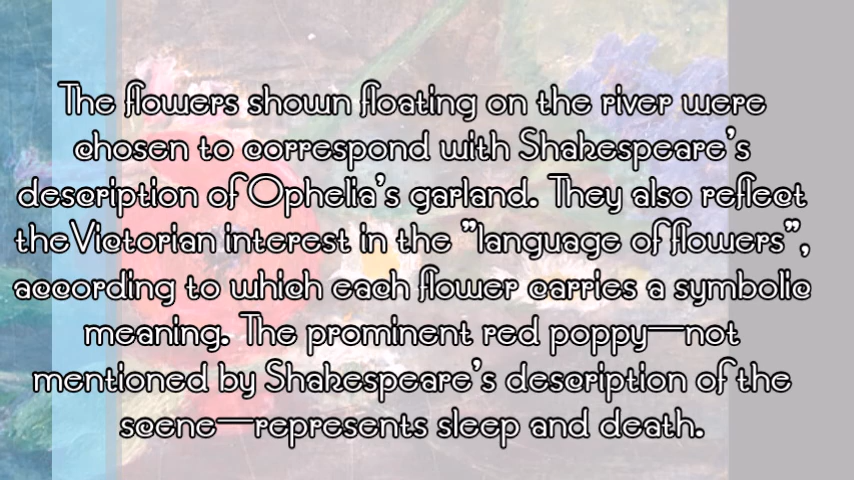 The flowers shown floating on the river were
chosen to correspond with Shakespeare's
description of Ophelia's garland. They also reflect
the Victorian interest in the "language of flowers",
according to which each flower carries a symbolic
meaning. The prominent red poppy—not
mentioned by Shakespeare's description of the
scene—represents sleep and death.